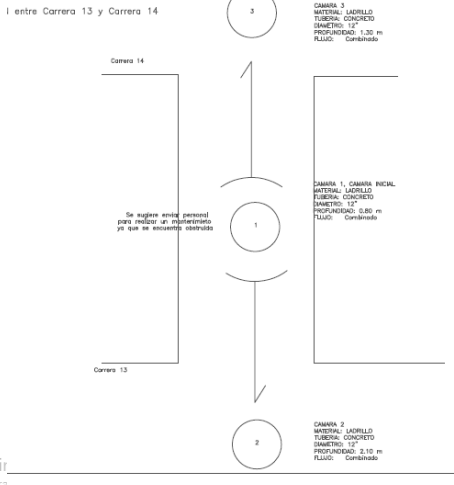 entre Carrera 13 y Carrera 14
3
CAMARA 3
MATERIAL: LADRILLO
TUBERIA: CONCRETO
DIAMETRO: 12"
PROFUNDIDAD: 1.30 m
FLUJO: Combinado
Carrera 14
CAMARA 1, CAMARA INICIAL
MATERIAL: LADRILLO
TUBERIA: CONCRETO
DIAMETRO: 12"
PROFUNDIDAD: 0.80 m
FLUJO: Combinado
Se sugiere enviar personal
para realizar un mantenimieto
ya que se encuentra obstruida
1
Carrera 13
2
CAMARA 2
MATERIAL: LADRILLO
TUBERIA: CONCRETO
DIAMETRO: 12"
PROFUNDIDAD: 2.10 m
FLUJO: Combinado